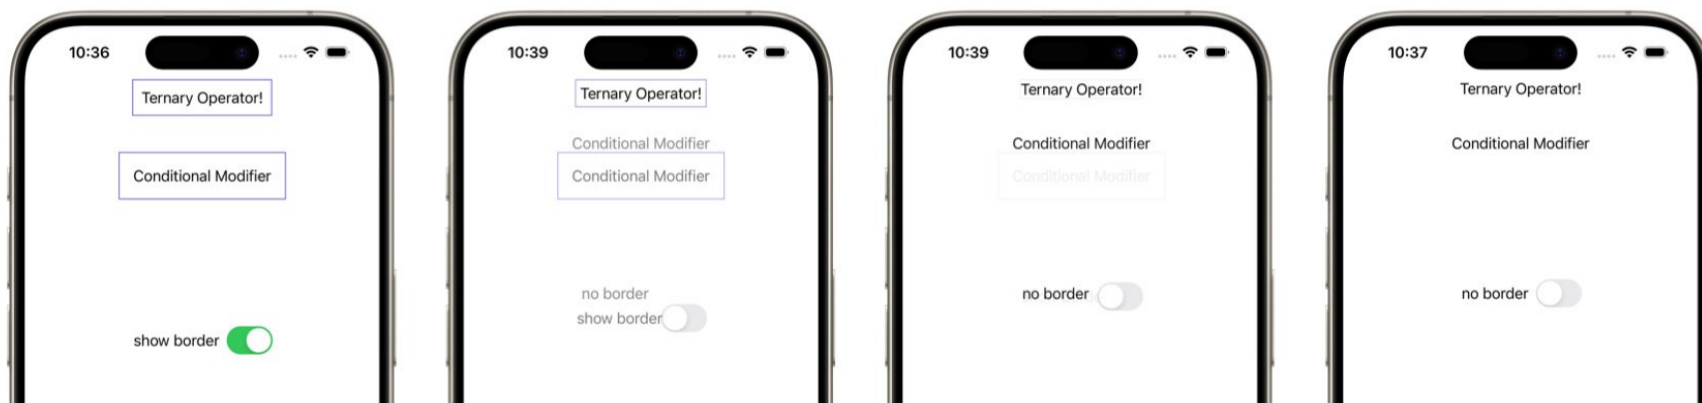 10:36
Ternary Operator!
Conditional Modifier
show border
10:39
Ternary Operator!
Conditional Modifier
Conditional Modifier
no border
show border
10:39
Ternary Operator!
Conditional Modifier
Conditional Modifier
no border
10:37
Ternary Operator!
Conditional Modifier
no border